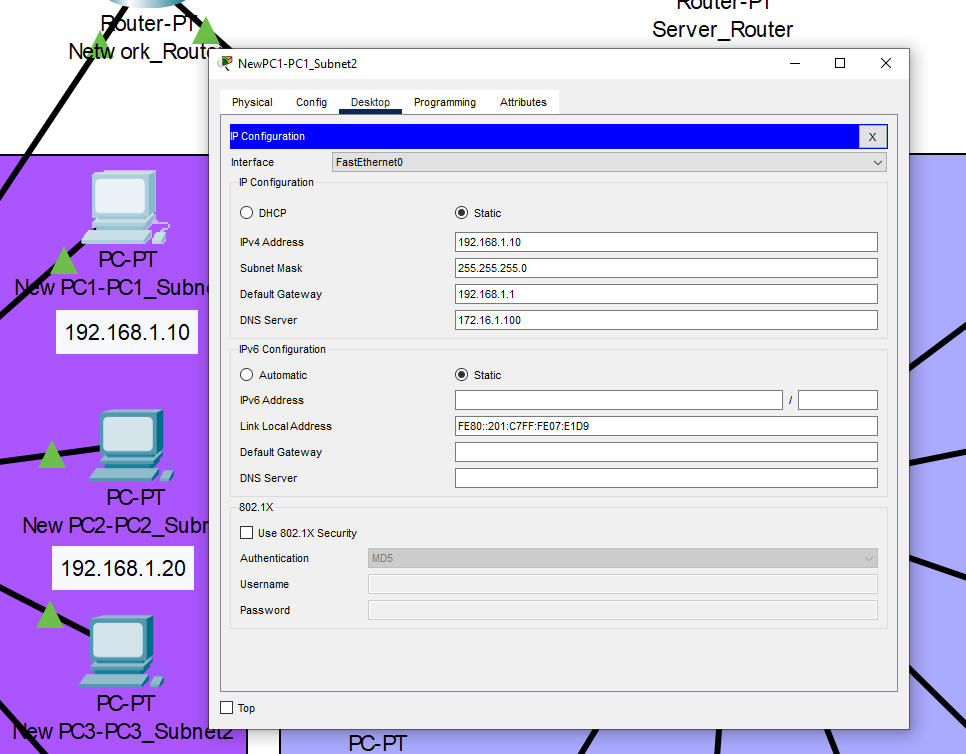 Router-PT
Netw ork_Router
Router-PT
Server_Router
NewPC1-PC1_Subnet2
Physical Config Desktop Programming Attributes
IP Configuration X
Interface FastEthernet0
IP Configuration
DHCP Static
IPv4 Address 192.168.1.10
Subnet Mask 255.255.255.0
Default Gateway 192.168.1.1
DNS Server 172.16.1.100
IPv6 Configuration
Automatic Static
IPv6 Address /
Link Local Address FE80::201:C7FF:FE07:E1D9
Default Gateway
DNS Server
802.1X
Use 802.1X Security
Authentication MD5
Username
Password
Top
PC-PT
New PC1-PC1_Subne
192.168.1.10
PC-PT
New PC2-PC2_Subn
192.168.1.20
PC-PT
New PC3-PC3_Subnet2
PC-PT